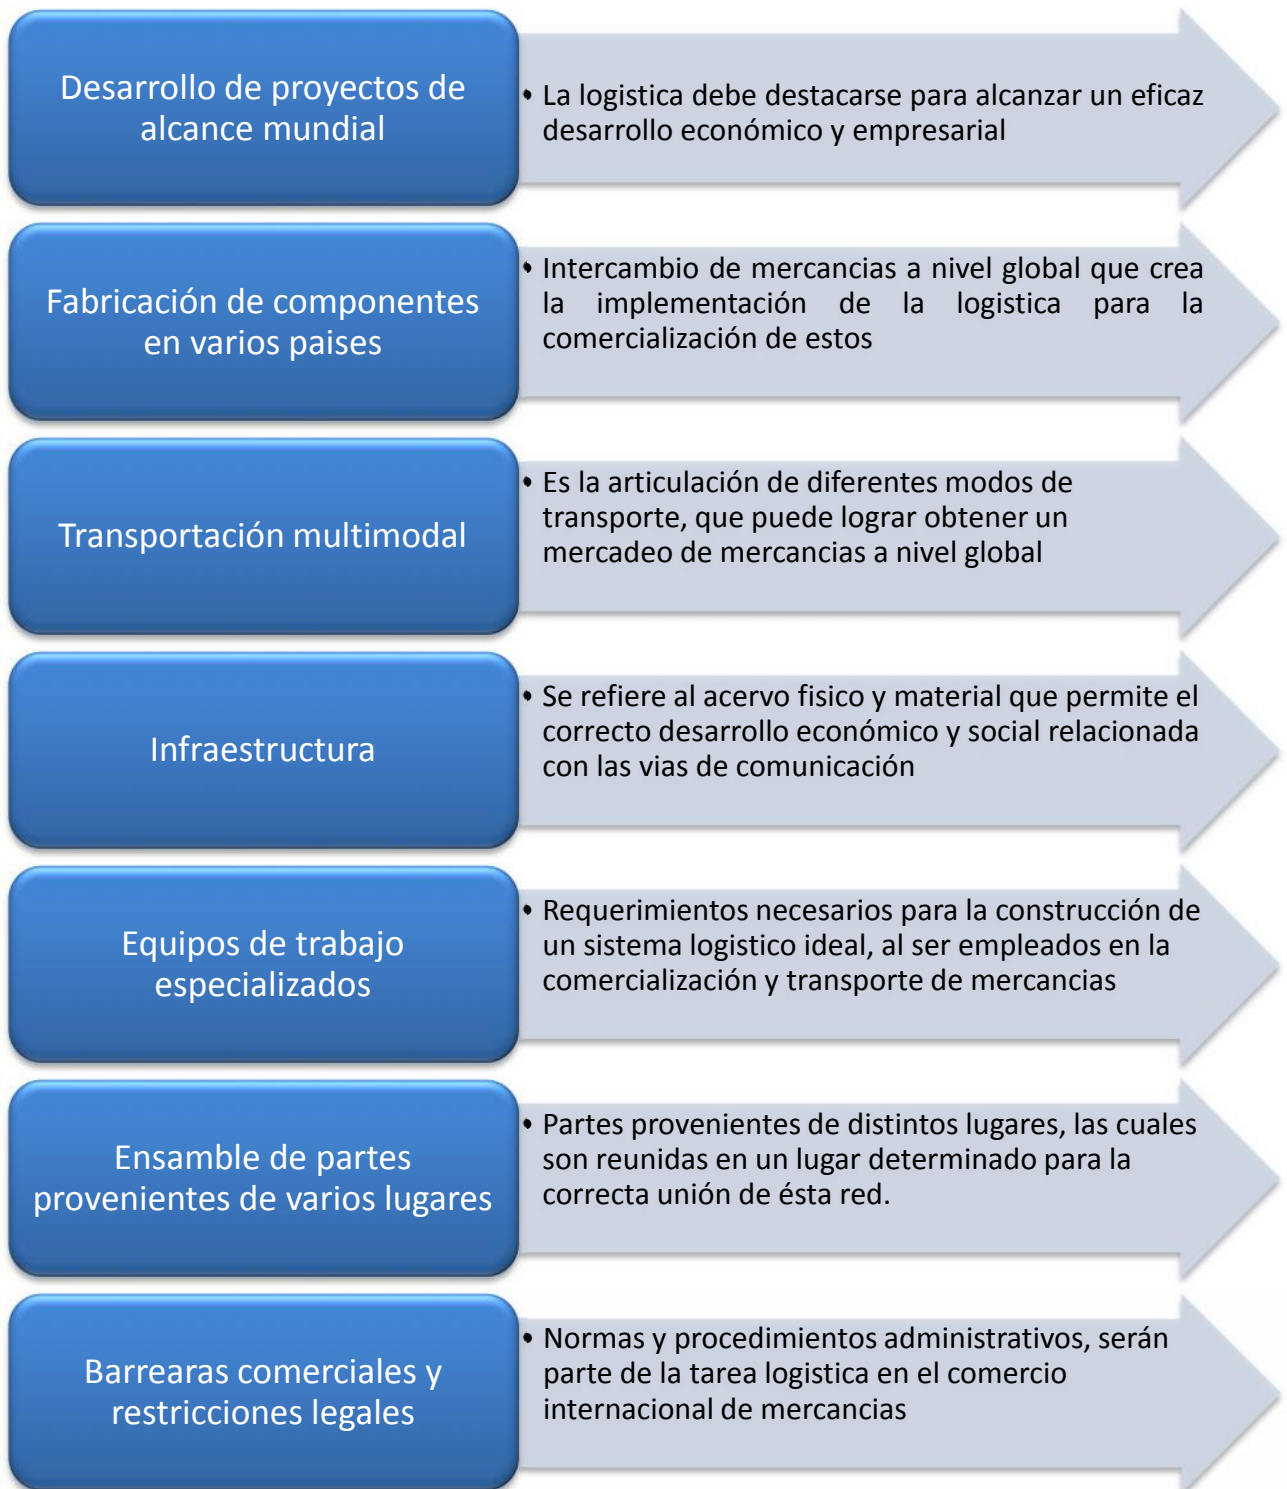 Desarrollo de proyectos de
alcance mundial
• La logistica debe destacarse para alcanzar un eficaz
desarrollo económico y empresarial
Fabricación de componentes
en varios paises
• Intercambio de mercancias a nivel global que crea
la implementación de la logistica para la
comercialización de estos
Transportación multimodal
• Es la articulación de diferentes modos de
transporte, que puede lograr obtener un
mercadeo de mercancias a nivel global
Infraestructura
• Se refiere al acervo fisico y material que permite el
correcto desarrollo económico y social relacionada
con las vias de comunicación
Equipos de trabajo
especializados
• Requerimientos necesarios para la construcción de
un sistema logistico ideal, al ser empleados en la
comercialización y transporte de mercancias
Ensamble de partes
provenientes de varios lugares
• Partes provenientes de distintos lugares, las cuales
son reunidas en un lugar determinado para la
correcta unión de ésta red.
Barrearas comerciales y
restricciones legales
• Normas y procedimientos administrativos, serán
parte de la tarea logistica en el comercio
internacional de mercancias